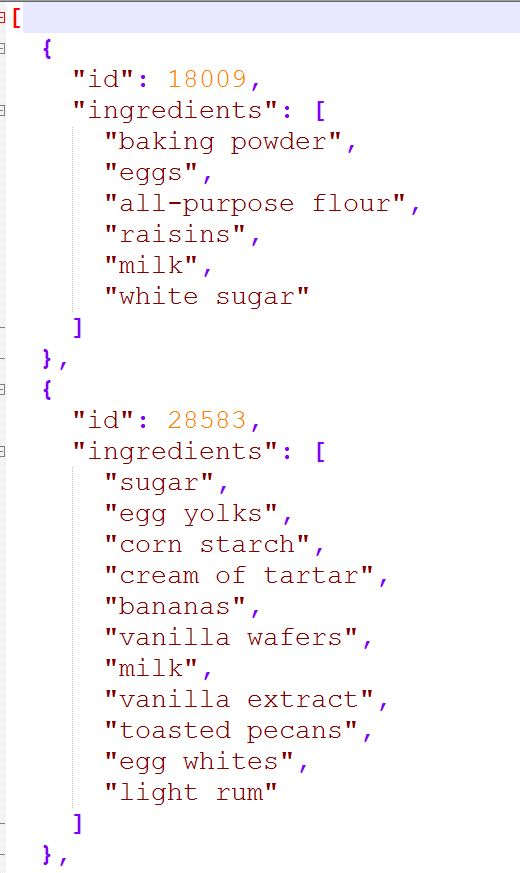 [
  {
    "id": 18009,
    "ingredients": [
      "baking powder",
      "eggs",
      "all-purpose flour",
      "raisins",
      "milk",
      "white sugar"
    ]
  },
  {
    "id": 28583,
    "ingredients": [
      "sugar",
      "egg yolks",
      "corn starch",
      "cream of tartar",
      "bananas",
      "vanilla wafers",
      "milk",
      "vanilla extract",
      "toasted pecans",
      "egg whites",
      "light rum"
    ]
  },